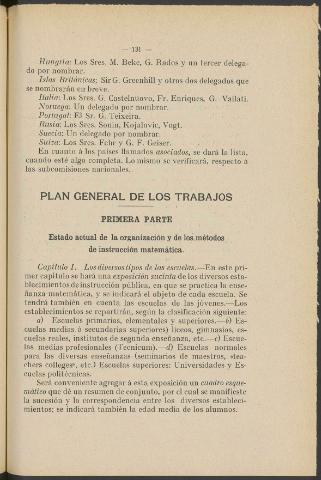 — 131 —
Hungría: Los Sres. M. Beke, G. Rados y un tercer delega-
do por nombrar.
Islas Británicas: Sir G. Greenhill y otros dos delegados que
se nombrarán en breve.
Italia: Los Sres. G. Castelnuovo, Fr. Enriques, G. Vailati.
Noruega: Un delegado por nombrar.
Portugal: El Sr. G. Teixeira.
Rusia: Los Sres. Sonin, Kojalovic, Vogt.
Suecia: Un delegado por nombrar.
Suiza: Los Sres. Fehr y G. F. Geiser.
En cuanto á los países llamados asociados, se dará la lista,
cuando esté algo completa. Lo mismo se verificará, respecto á
las subcomisiones nacionales.
PLAN GENERAL DE LOS TRABAJOS
PRIMERA PARTE
Estado actual de la organización y de los métodos
de instrucción matemática.
Capítulo I. Los diversos tipos de los escuelas.—En este pri-
mer capítulo se hará una exposición sucinta de los diversos esta-
blecimientos de instrucción pública, en que se practica la ense-
ñanza matemática, y se indicará el objeto de cada escuela. Se
tendrá también en cuenta las escuelas de las jóvenes.—Los
establecimientos se repartirán, según la clasificación siguiente:
a) Escuelas primarias, elementales y superiores.—b) Es-
cuelas medias ó secundarias superiores) liceos, gimnasios, es-
cuelas reales, institutos de segunda enseñanza, etc.—c) Escue-
las medias profesionales (Tecnicum).—d) Escuelas normales
para las diversas enseñanzas (seminarios de maestros, «tea-
chers colleges», etc.) Escuelas superiores: Universidades y Es-
cuelas politécnicas.
Será conveniente agregar á esta exposición un cuadro esque-
mático que dé un resumen de conjunto, por el cual se manifieste
la sucesión y la correspondencia entre los diversos estableci-
mientos; se indicará también la edad media de los alumnos.